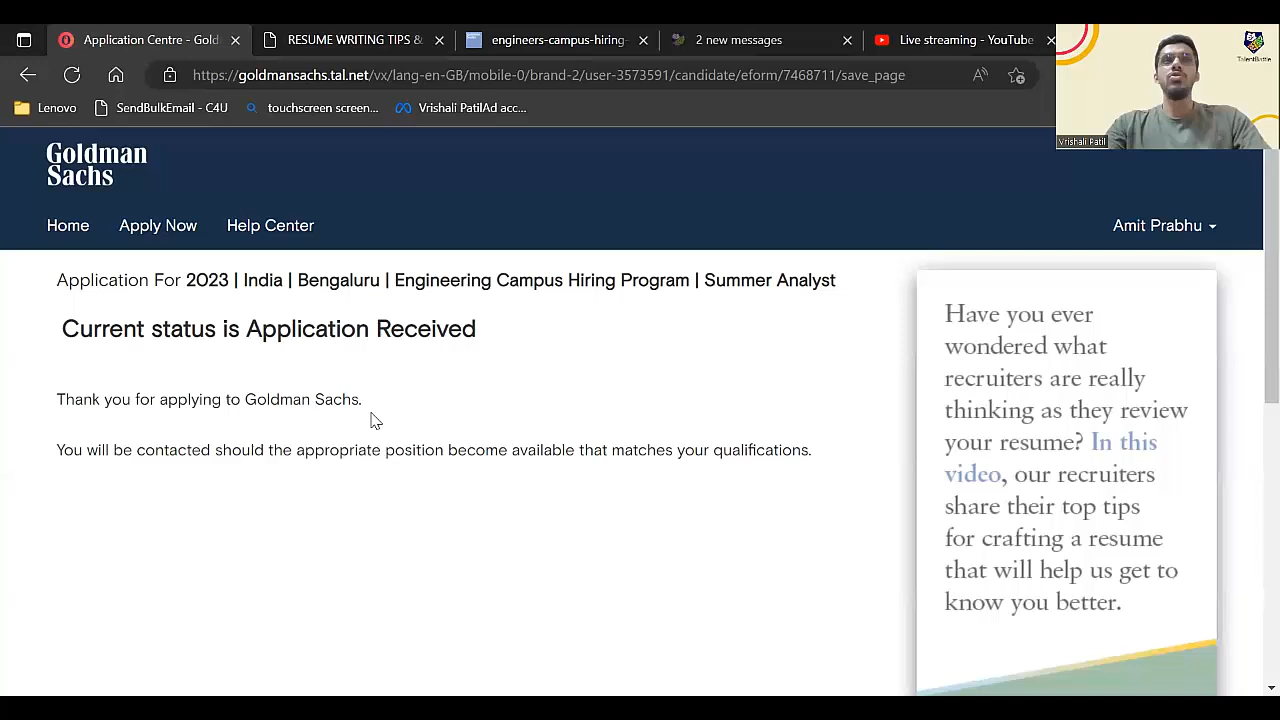 Application Centre - Gold
RESUME WRITING TIPS &
engineers-campus-hiring-
2 new messages
Live streaming - YouTube
https://goldmansachs.tal.net/vx/lang-en-GB/mobile-0/brand-2/user-3573591/candidate/eform/7468711/save_page
Lenovo
SendBulkEmail - C4U
touchscreen screen...
Vrishali PatilAd acc...
TalentBattle
Vrishali Patil
Goldman
Sachs
Home
Apply Now
Help Center
Amit Prabhu
Application For 2023 | India | Bengaluru | Engineering Campus Hiring Program | Summer Analyst
Current status is Application Received
Thank you for applying to Goldman Sachs.
You will be contacted should the appropriate position become available that matches your qualifications.
Have you ever
wondered what
recruiters are really
thinking as they review
your resume? In this
video, our recruiters
share their top tips
for crafting a resume
that will help us get to
know you better.